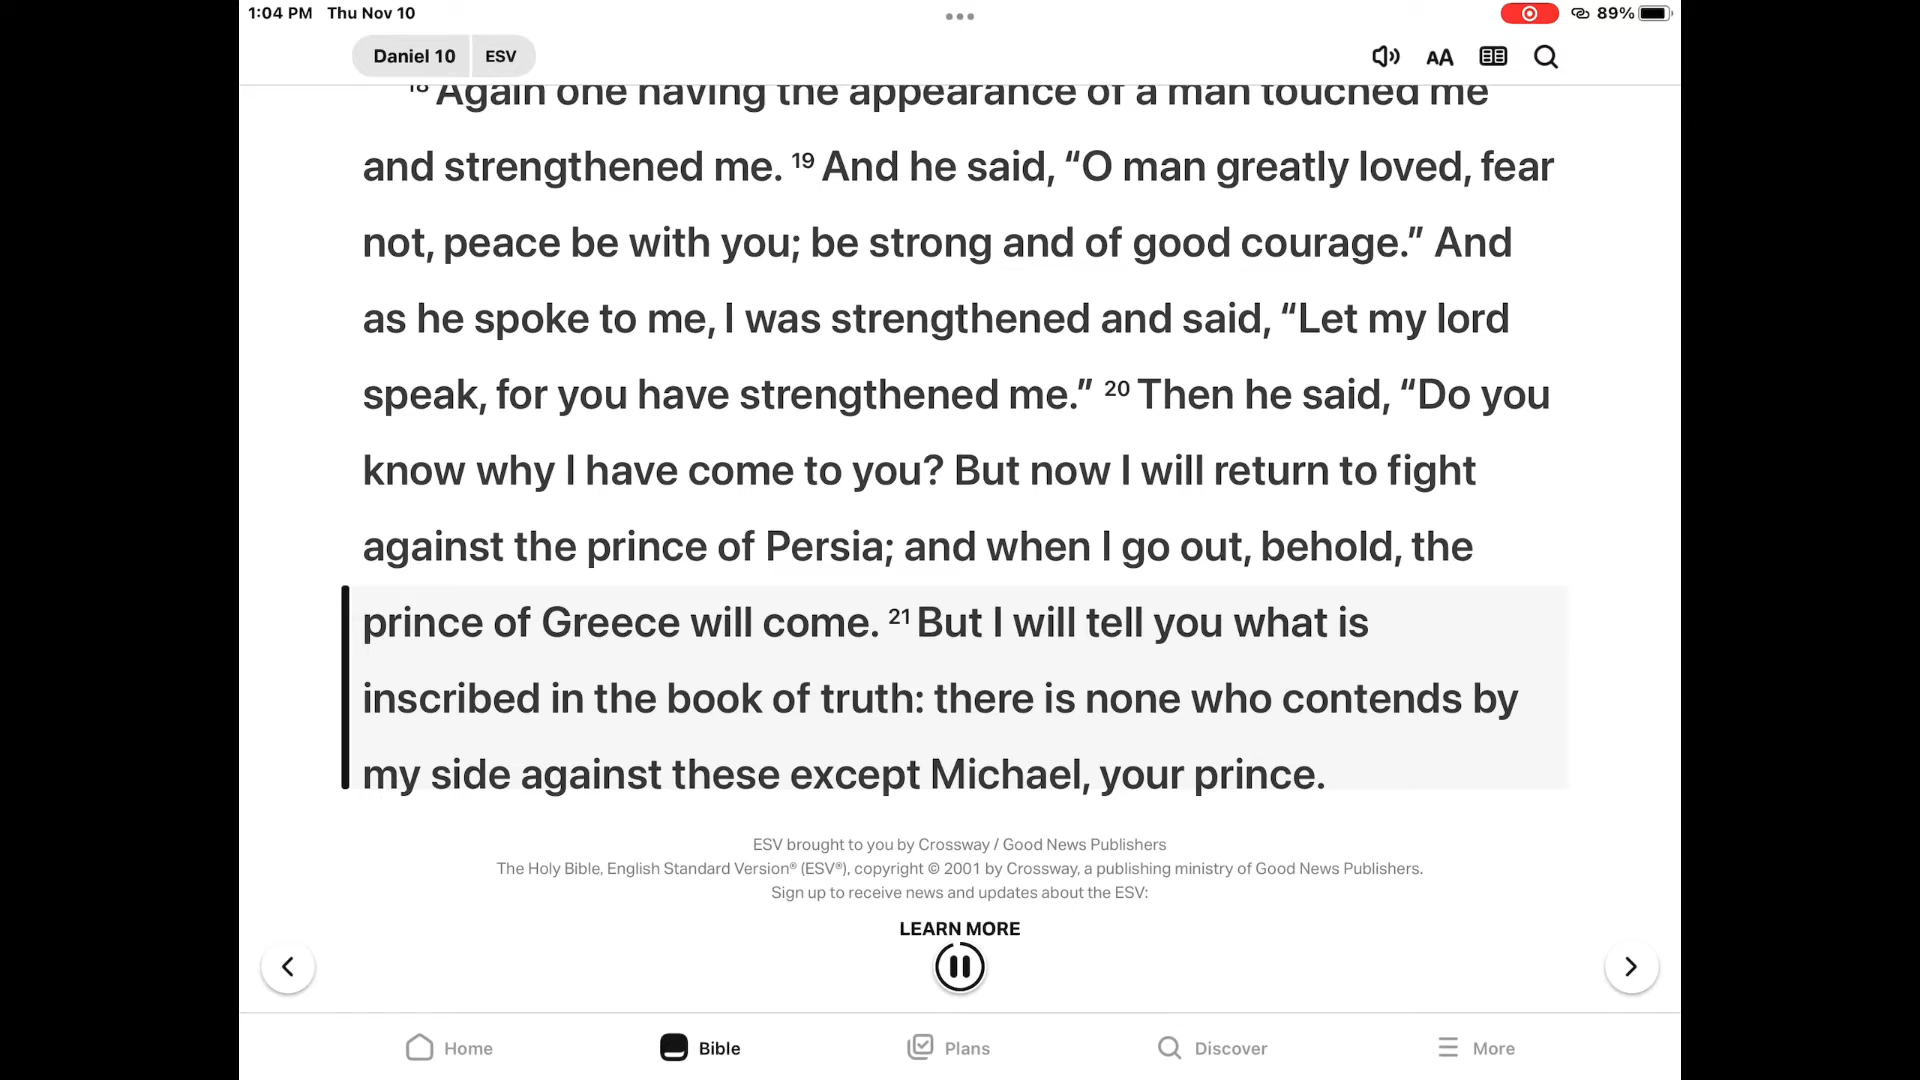 1:04 PM Thu Nov 10
89%
Daniel 10 ESV
AA
18 Again one having the appearance of a man touched me
and strengthened me. 19 And he said, “O man greatly loved, fear
not, peace be with you; be strong and of good courage.” And
as he spoke to me, I was strengthened and said, “Let my lord
speak, for you have strengthened me.” 20 Then he said, “Do you
know why I have come to you? But now I will return to fight
against the prince of Persia; and when I go out, behold, the
prince of Greece will come. 21 But I will tell you what is
inscribed in the book of truth: there is none who contends by
my side against these except Michael, your prince.
ESV brought to you by Crossway / Good News Publishers
The Holy Bible, English Standard Version® (ESV®), copyright © 2001 by Crossway, a publishing ministry of Good News Publishers.
Sign up to receive news and updates about the ESV:
LEARN MORE
Home Bible Plans Discover More